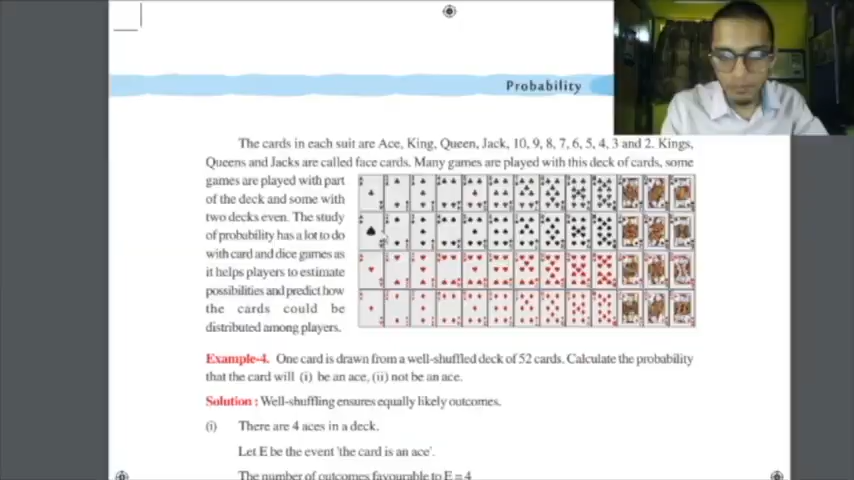 Probability
The cards in each suit are Ace, King, Queen, Jack, 10, 9, 8, 7, 6, 5, 4, 3 and 2. Kings,
Queens and Jacks are called face cards. Many games are played with this deck of cards, some
games are played with part
of the deck and some with
two decks even. The study
of probability has a lot to do
with card and dice games as
it helps players to estimate
possibilities and predict how
the cards could be
distributed among players.
Example-4. One card is drawn from a well-shuffled deck of 52 cards. Calculate the probability
that the card will (i) be an ace, (ii) not be an ace.
Solution : Well-shuffling ensures equally likely outcomes.
(i) There are 4 aces in a deck.
Let E be the event 'the card is an ace'.
The number of outcomes favourable to E = 4